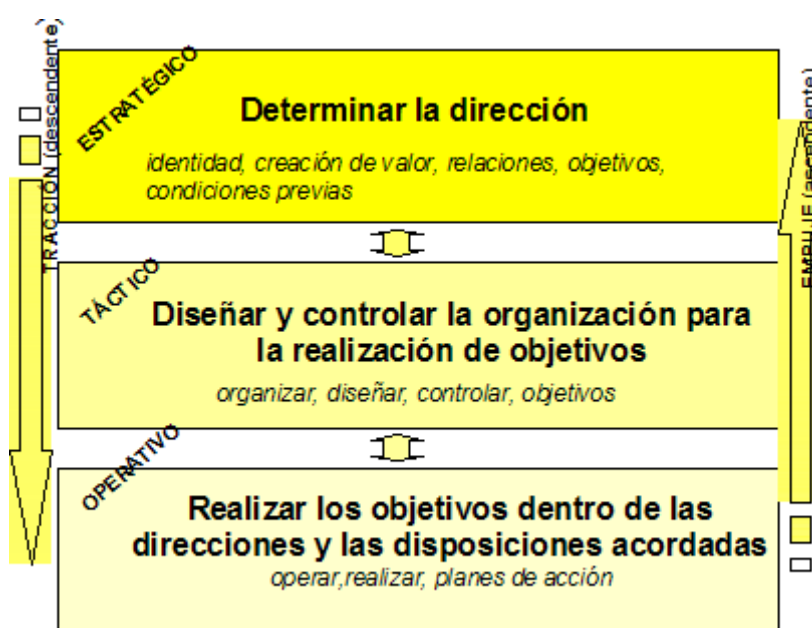 TRACCIÓN (descendente)
ESTRATÉGICO
Determinar la dirección
identidad, creación de valor, relaciones, objetivos,
condiciones previas
EMPUJE (ascendente)
TÁCTICO
Diseñar y controlar la organización para
la realización de objetivos
organizar, diseñar, controlar, objetivos
OPERATIVO
Realizar los objetivos dentro de las
direcciones y las disposiciones acordadas
operar,realizar, planes de acción